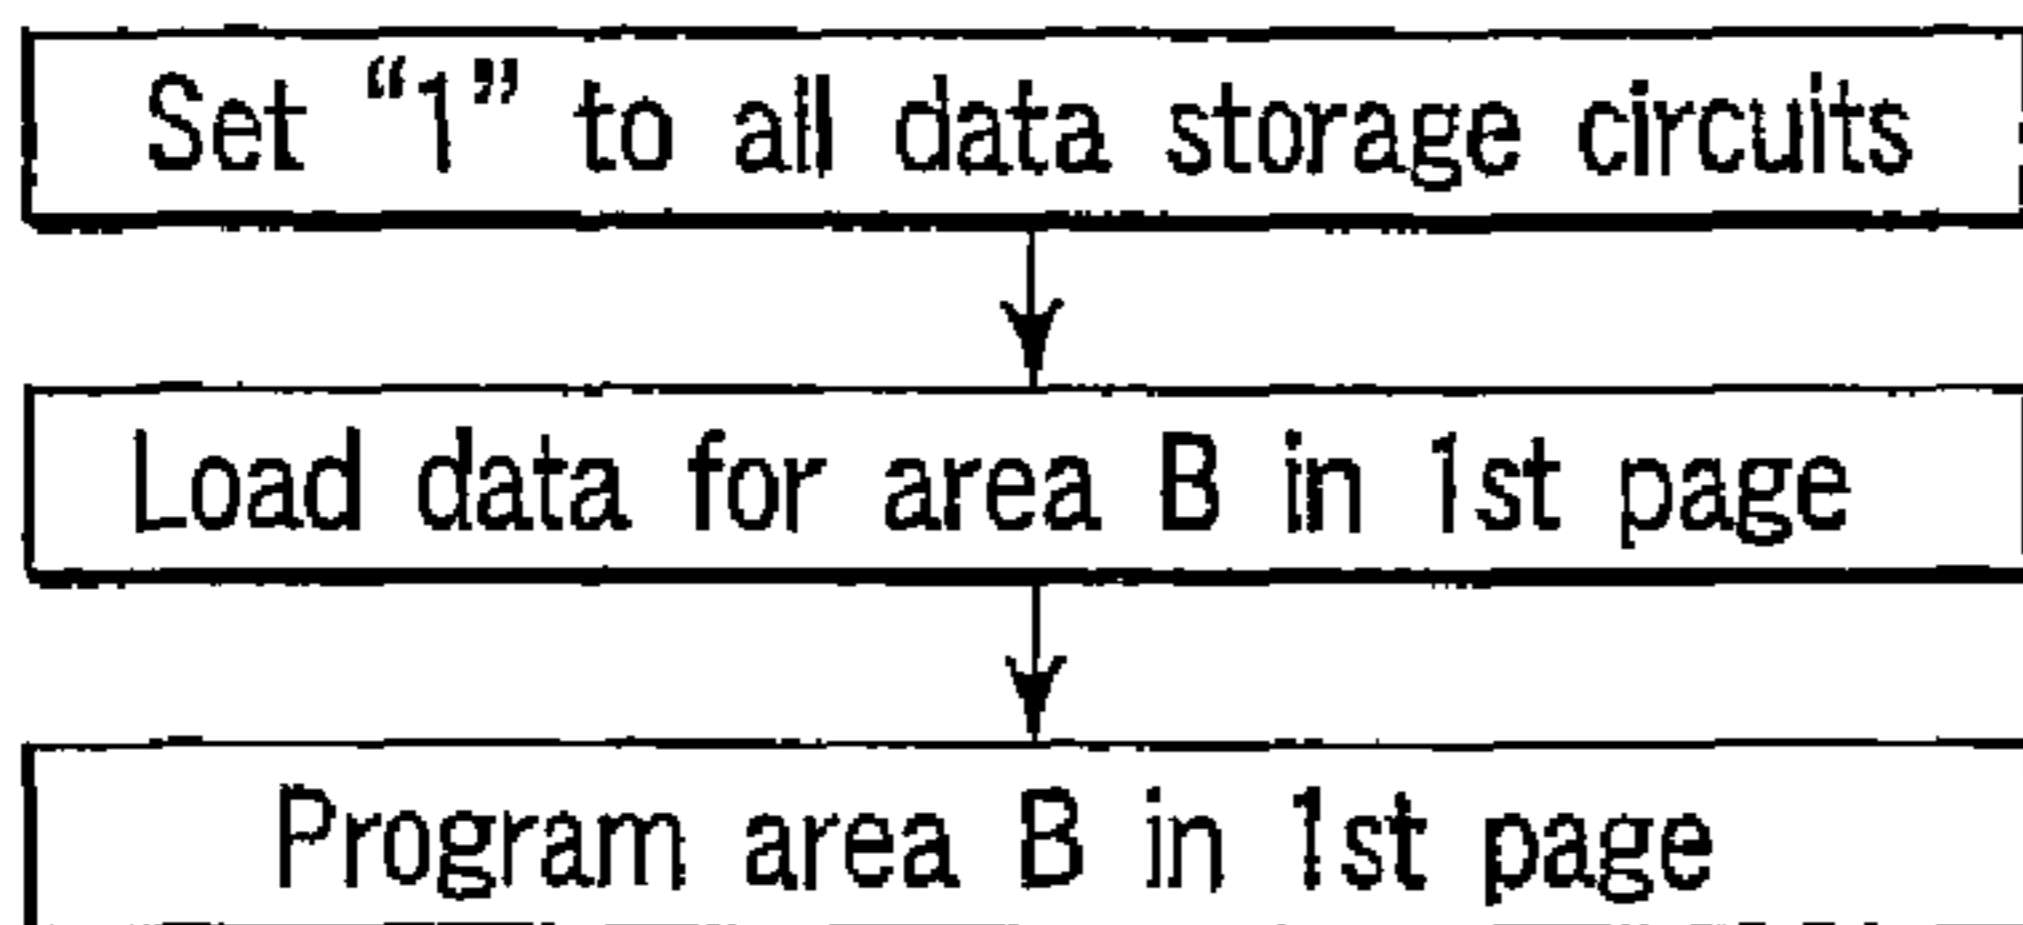 Set “1” to all data storage circuits
Load data for area B in 1st page
Program area B in 1st page